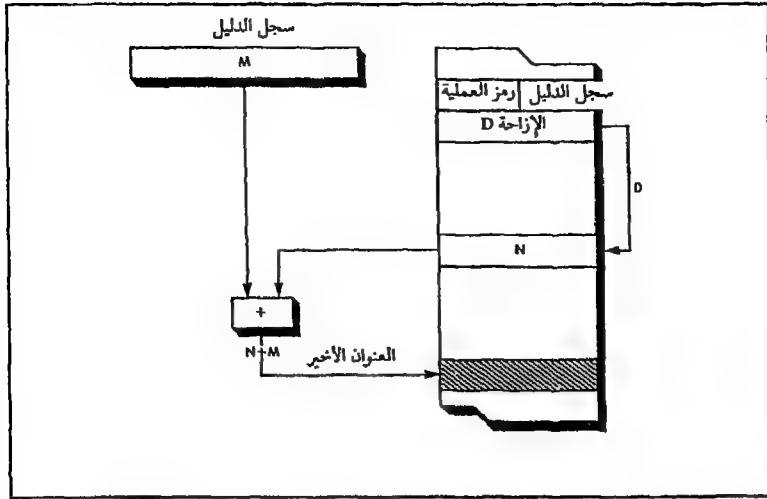 سجل الدليل
M
رمز العملية سجل الدليل
الإزاحة D
D
N
+
N+M
العنوان الأخير